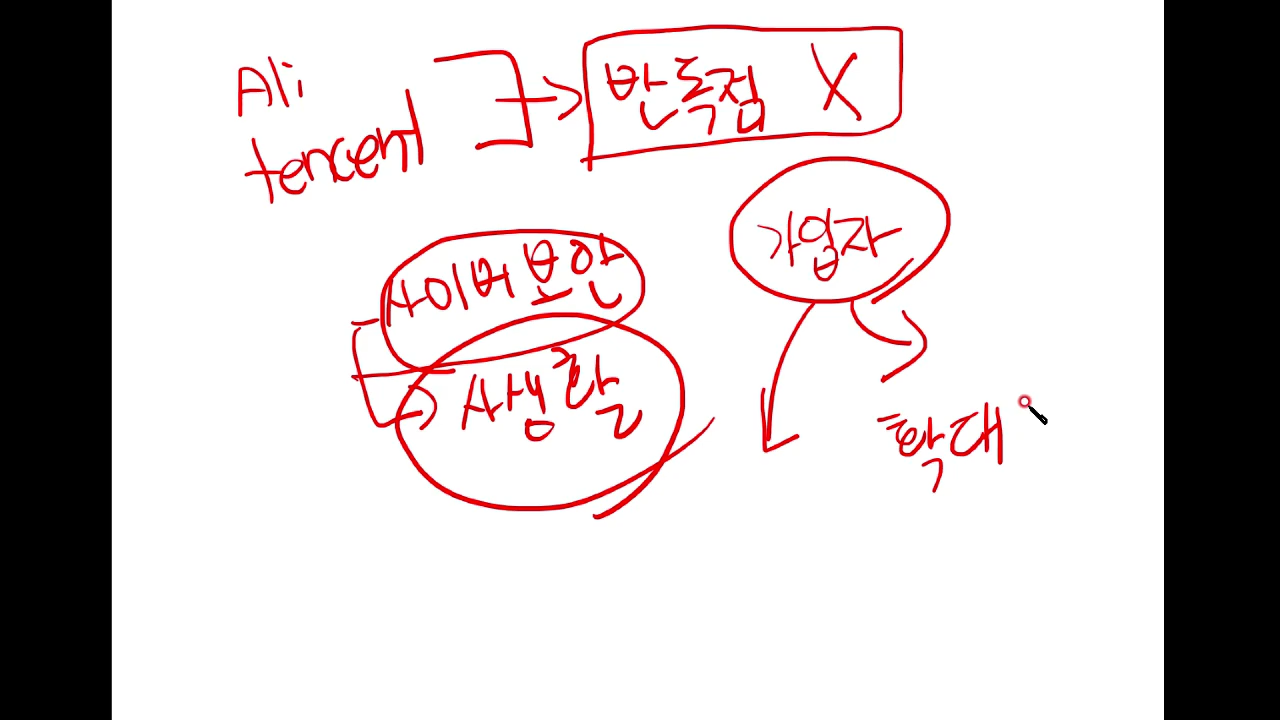 Ali
tencent
반독점 X
가입자
사이버 보안
사생활
확대